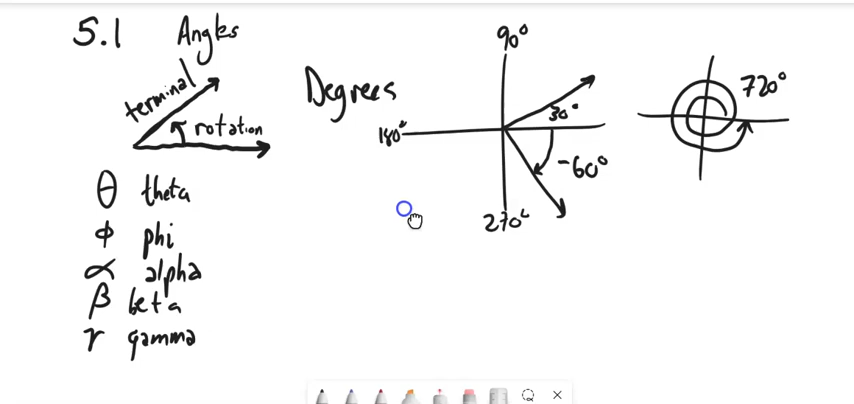 5.1 Angles
terminal
rotation
θ theta
ϕ phi
α alpha
β beta
γ gamma
Degrees
90°
180°
30°
-60°
270°
720°